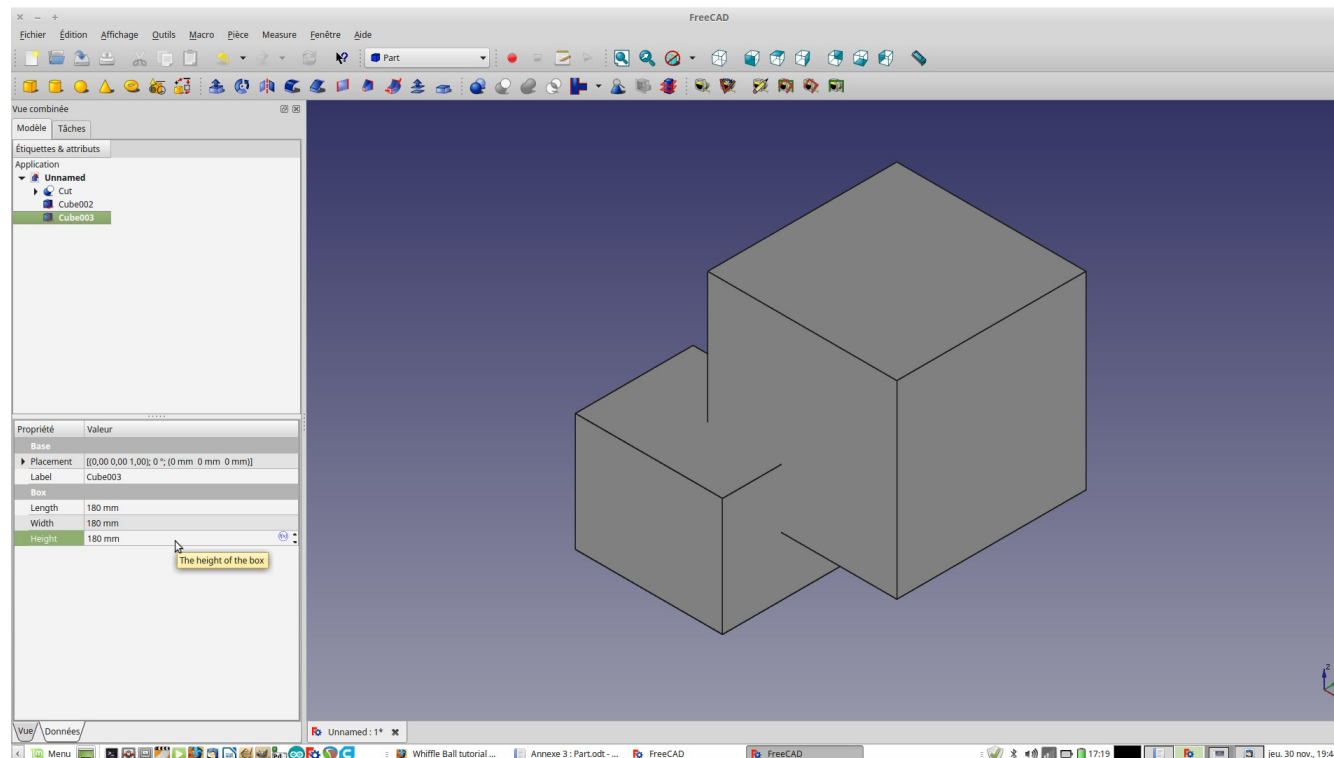 FreeCAD
Fichier Édition Affichage Outils Macro Pièce Measure Fenêtre Aide
Part
Vue combinée
Modèle Tâches
Étiquettes & attributs
Application
Unnamed
Cut
Cube002
Cube003
Propriété Valeur
Base
Placement [(0,00 0,00 1,00); 0 °; (0 mm 0 mm 0 mm)]
Label Cube003
Box
Length 180 mm
Width 180 mm
Height 180 mm
The height of the box
z
Vue Données Unnamed : 1*
Menu Whiffle Ball tutorial ... Annexe 3 : Part.odt - ... FreeCAD FreeCAD 17:19 jeu. 30 nov., 19:4